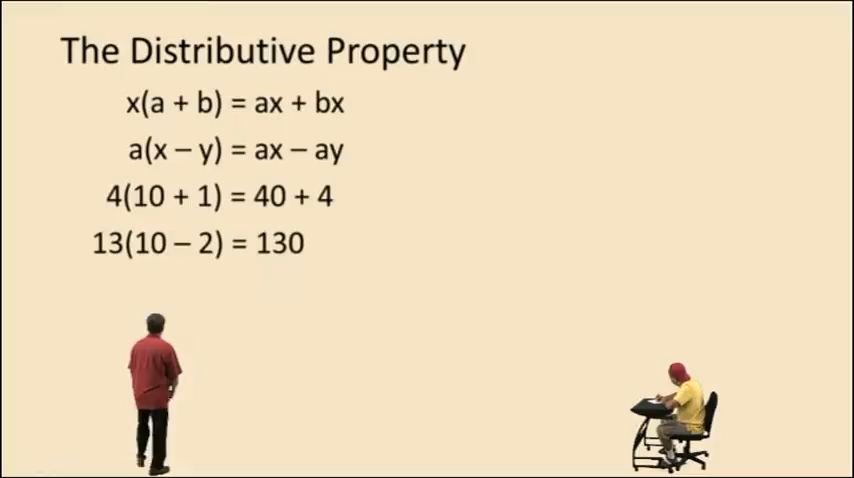 The Distributive Property
x(a + b) = ax + bx
a(x – y) = ax – ay
4(10 + 1) = 40 + 4
13(10 – 2) = 130